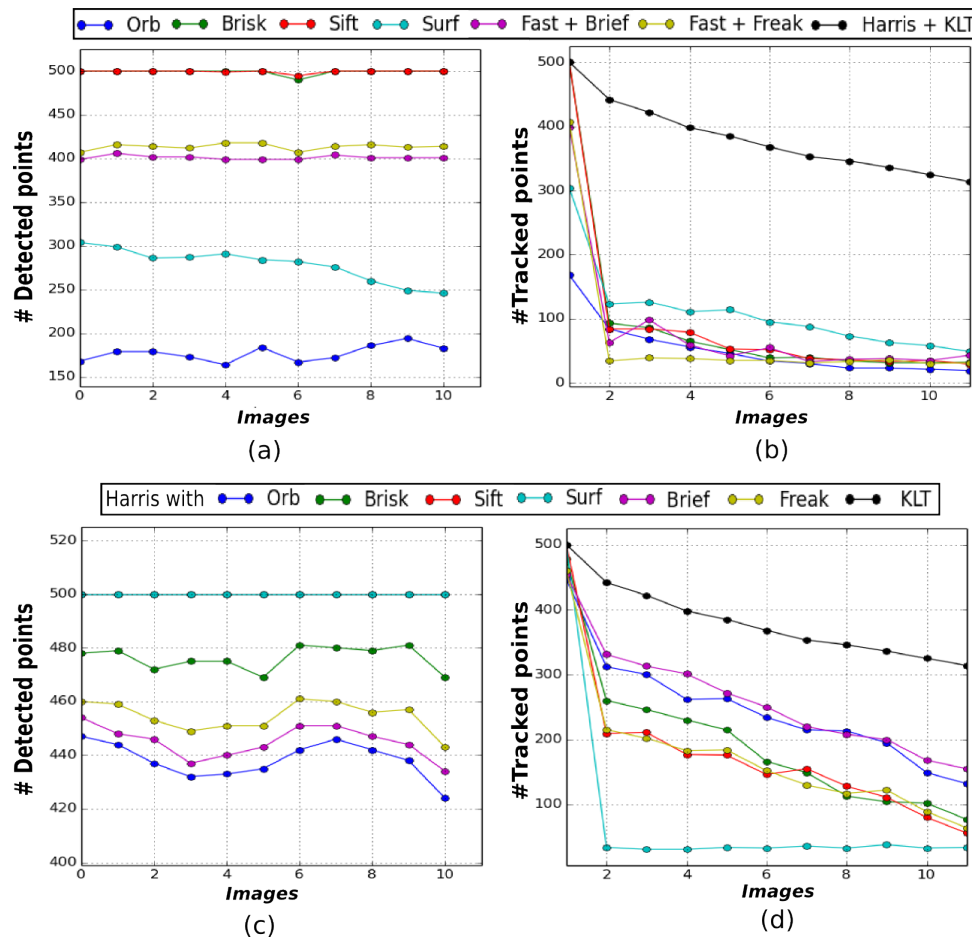 Orb Brisk Sift Surf Fast + Brief Fast + Freak Harris + KLT
500
450
400
350
300
250
200
150
0 2 4 6 8 10
# Detected points
Images
(a)
500
400
300
200
100
0
2 4 6 8 10
#Tracked points
Images
(b)
Harris with Orb Brisk Sift Surf Brief Freak KLT
520
500
480
460
440
420
400
0 2 4 6 8 10
# Detected points
Images
(c)
500
400
300
200
100
2 4 6 8 10
#Tracked points
Images
(d)